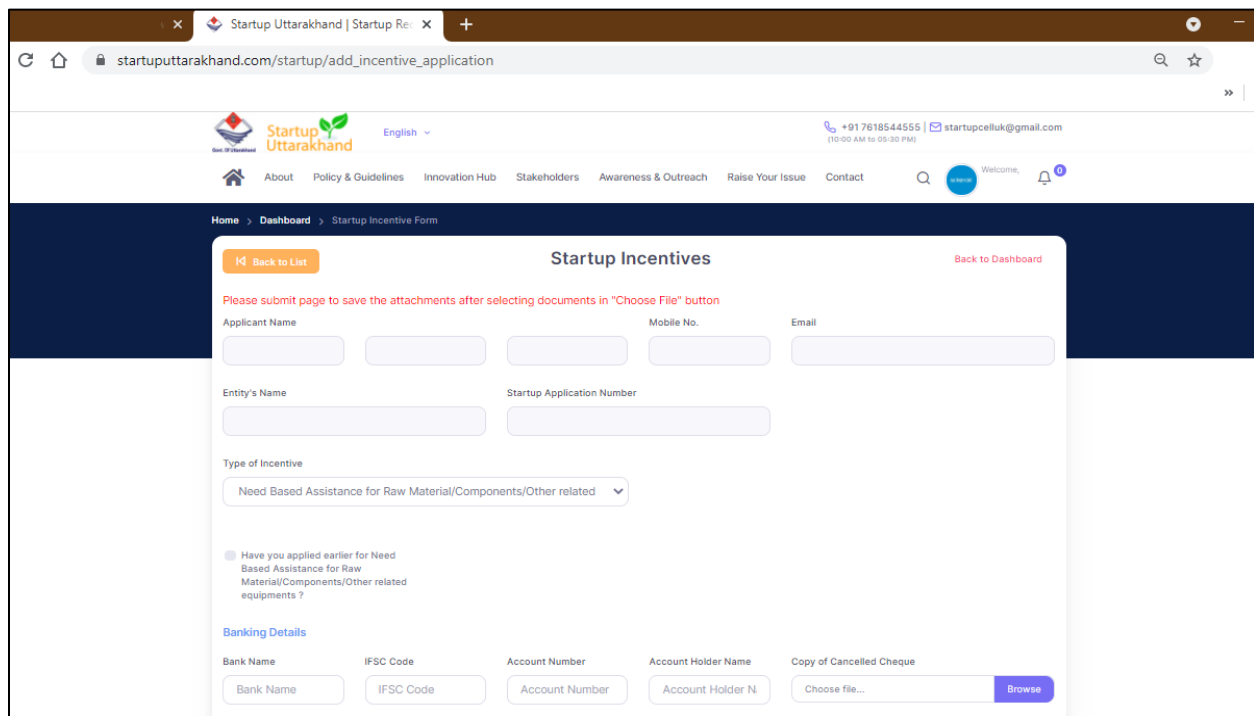 Startup Uttarakhand | Startup Rec
startuputtarakhand.com/startup/add_incentive_application
Govt. Of Uttarakhand
Startup
Uttarakhand
English
+91 7618544555 | startupcelluk@gmail.com
(10:00 AM to 05:30 PM)
About Policy & Guidelines Innovation Hub Stakeholders Awareness & Outreach Raise Your Issue Contact Welcome, 0
Home > Dashboard > Startup Incentive Form
Back to List Startup Incentives Back to Dashboard
Please submit page to save the attachments after selecting documents in "Choose File" button
Applicant Name Mobile No. Email
Entity's Name Startup Application Number
Type of Incentive
Need Based Assistance for Raw Material/Components/Other related
Have you applied earlier for Need
Based Assistance for Raw
Material/Components/Other related
equipments ?
Banking Details
Bank Name IFSC Code Account Number Account Holder Name Copy of Cancelled Cheque
Bank Name IFSC Code Account Number Account Holder N Choose file... Browse